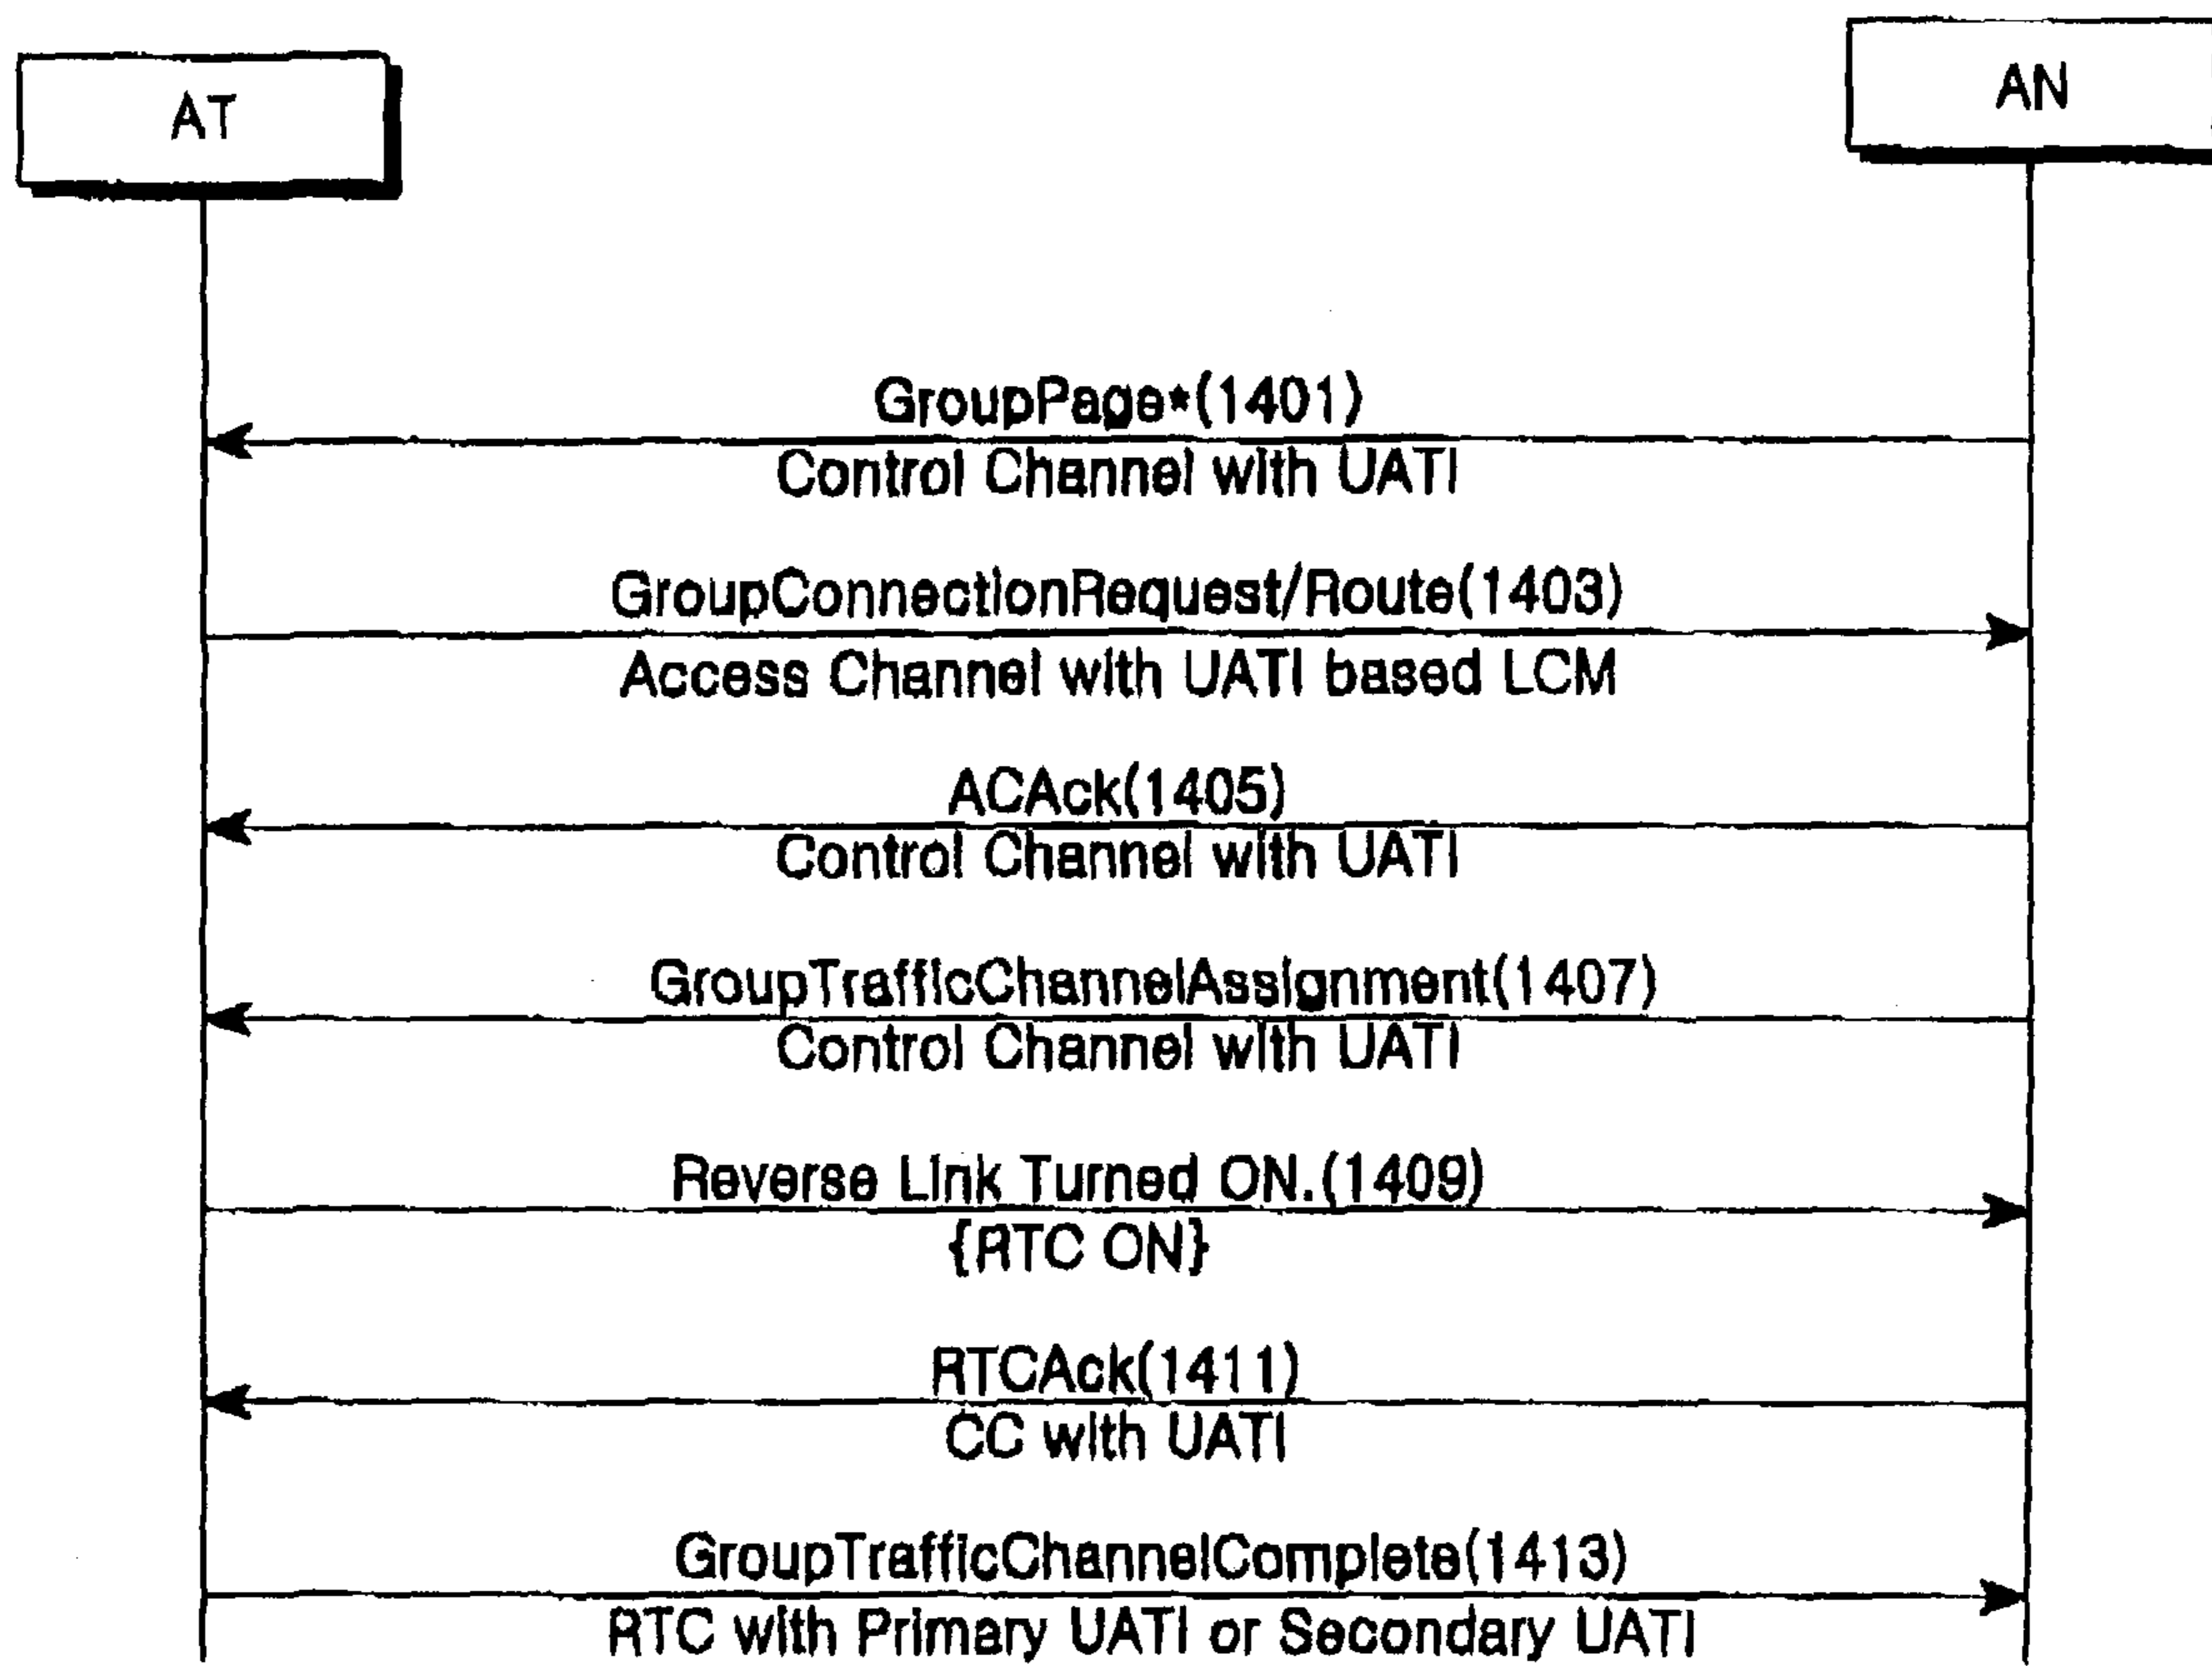 AT
AN
GroupPage*(1401)
Control Channel with UATI
GroupConnectionRequest/Route(1403)
Access Channel with UATI based LCM
ACAck(1405)
Control Channel with UATI
GroupTrafficChannelAssignment(1407)
Control Channel with UATI
Reverse Link Turned ON.(1409)
{RTC ON}
RTCAck(1411)
CC with UATI
GroupTrafficChannelComplete(1413)
RTC with Primary UATI or Secondary UATI